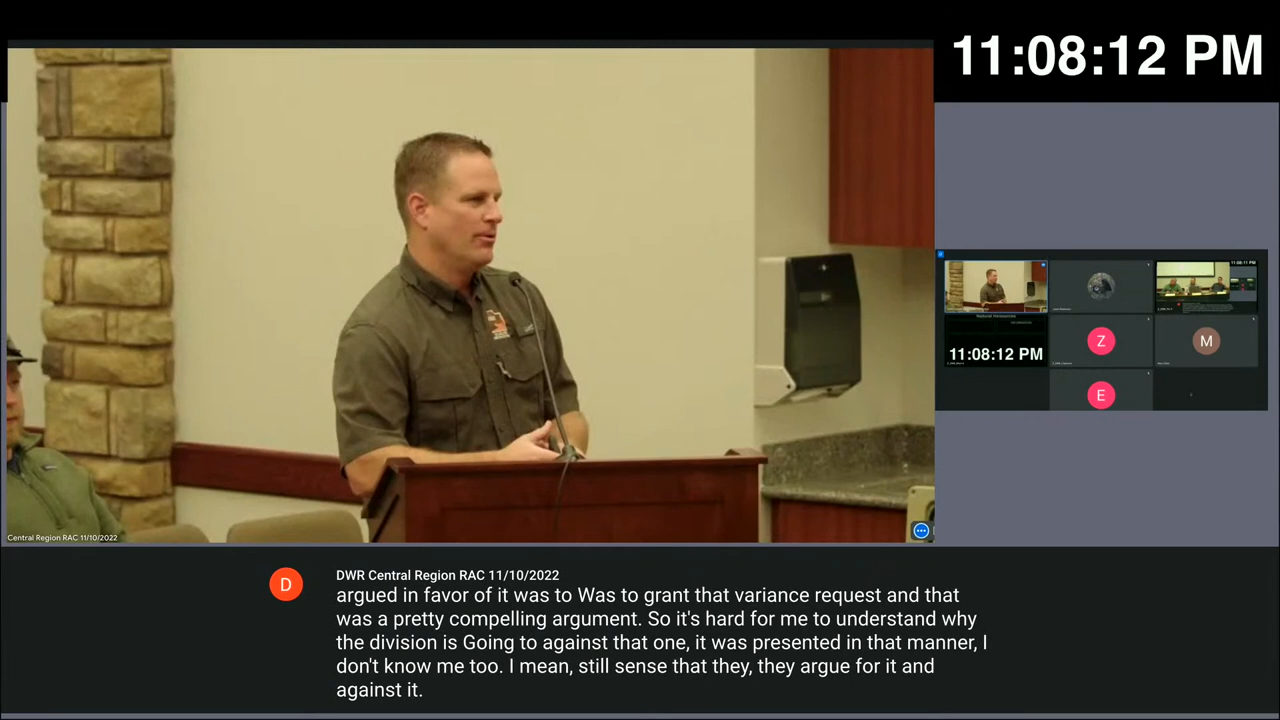 11:08:12 PM
11:08:11 PM
11:08:12 PM
Z
M
E
Central Region RAC 11/10/2022
D
DWR Central Region RAC 11/10/2022
argued in favor of it was to Was to grant that variance request and that
was a pretty compelling argument. So it's hard for me to understand why
the division is Going to against that one, it was presented in that manner, I
don't know me too. I mean, still sense that they, they argue for it and
against it.